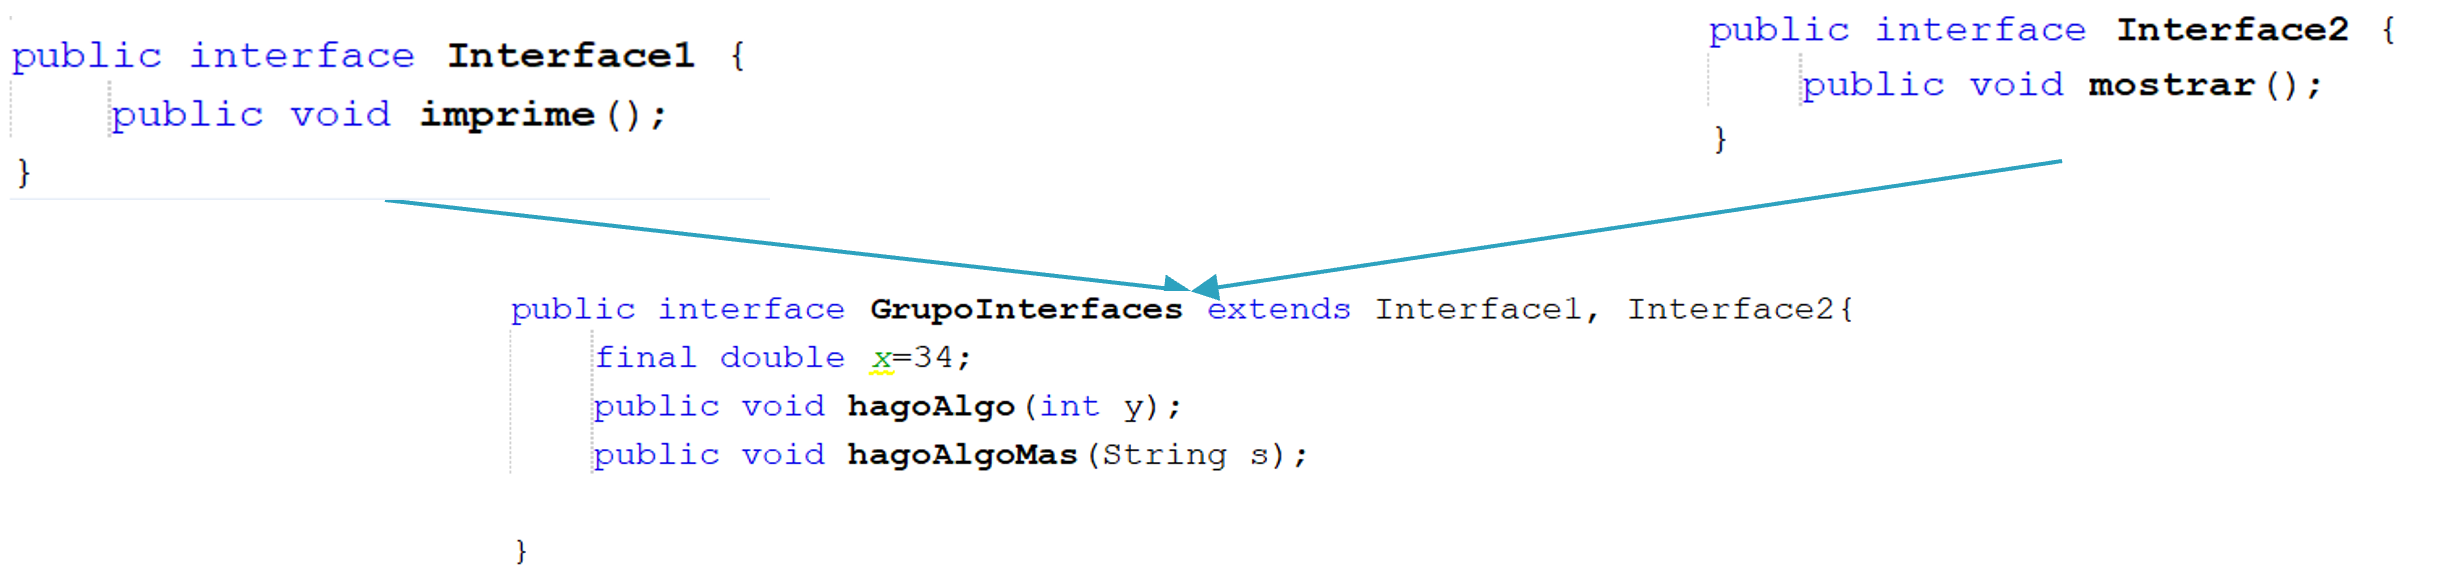 public interface Interface1 {
    public void imprime();
}
public interface Interface2 {
    public void mostrar();
}
public interface GrupoInterfaces extends Interface1, Interface2{
    final double x=34;
    public void hagoAlgo(int y);
    public void hagoAlgoMas(String s);
}